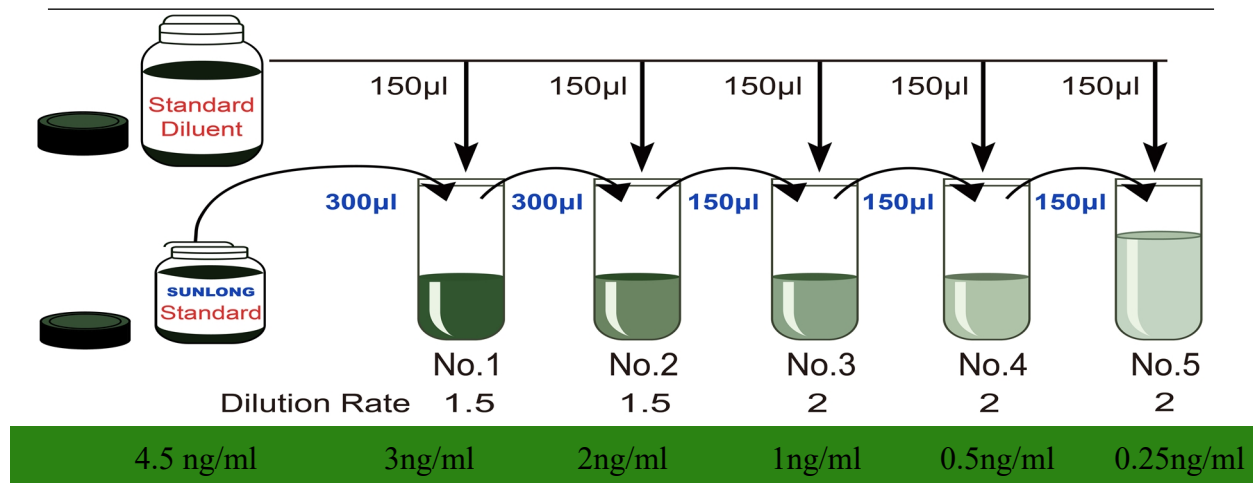 150µl 150µl 150µl 150µl 150µl
Standard
Diluent
300µl 300µl 150µl 150µl 150µl
SUNLONG
Standard
No.1 No.2 No.3 No.4 No.5
Dilution Rate 1.5 1.5 2 2 2
4.5 ng/ml 3ng/ml 2ng/ml 1ng/ml 0.5ng/ml 0.25ng/ml